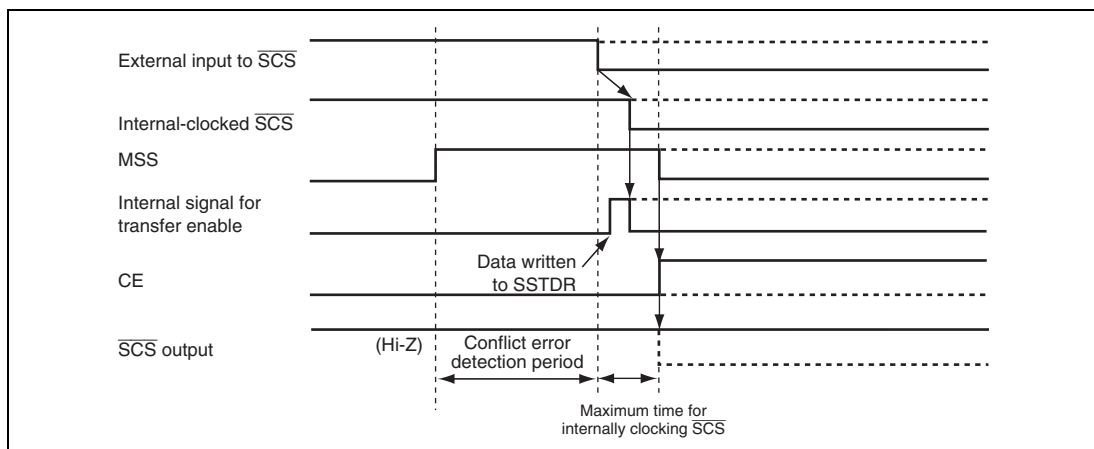 External input to SCS
Internal-clocked SCS
MSS
Internal signal for
transfer enable
Data written
to SSTDR
CE
SCS output
(Hi-Z)
Conflict error
detection period
Maximum time for
internally clocking SCS